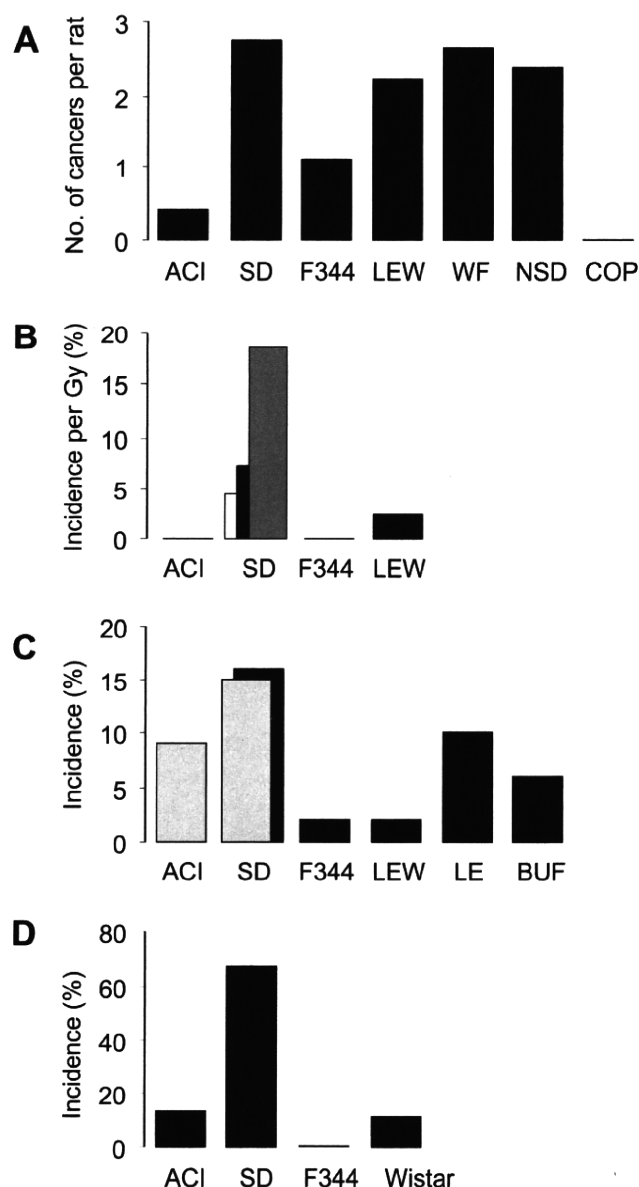 A
No. of cancers per rat
3
2
1
0
ACI SD F344 LEW WF NSD COP
B
Incidence per Gy (%)
20
15
10
5
0
ACI SD F344 LEW
C
Incidence (%)
20
15
10
5
0
ACI SD F344 LEW LE BUF
D
Incidence (%)
80
60
40
20
0
ACI SD F344 Wistar